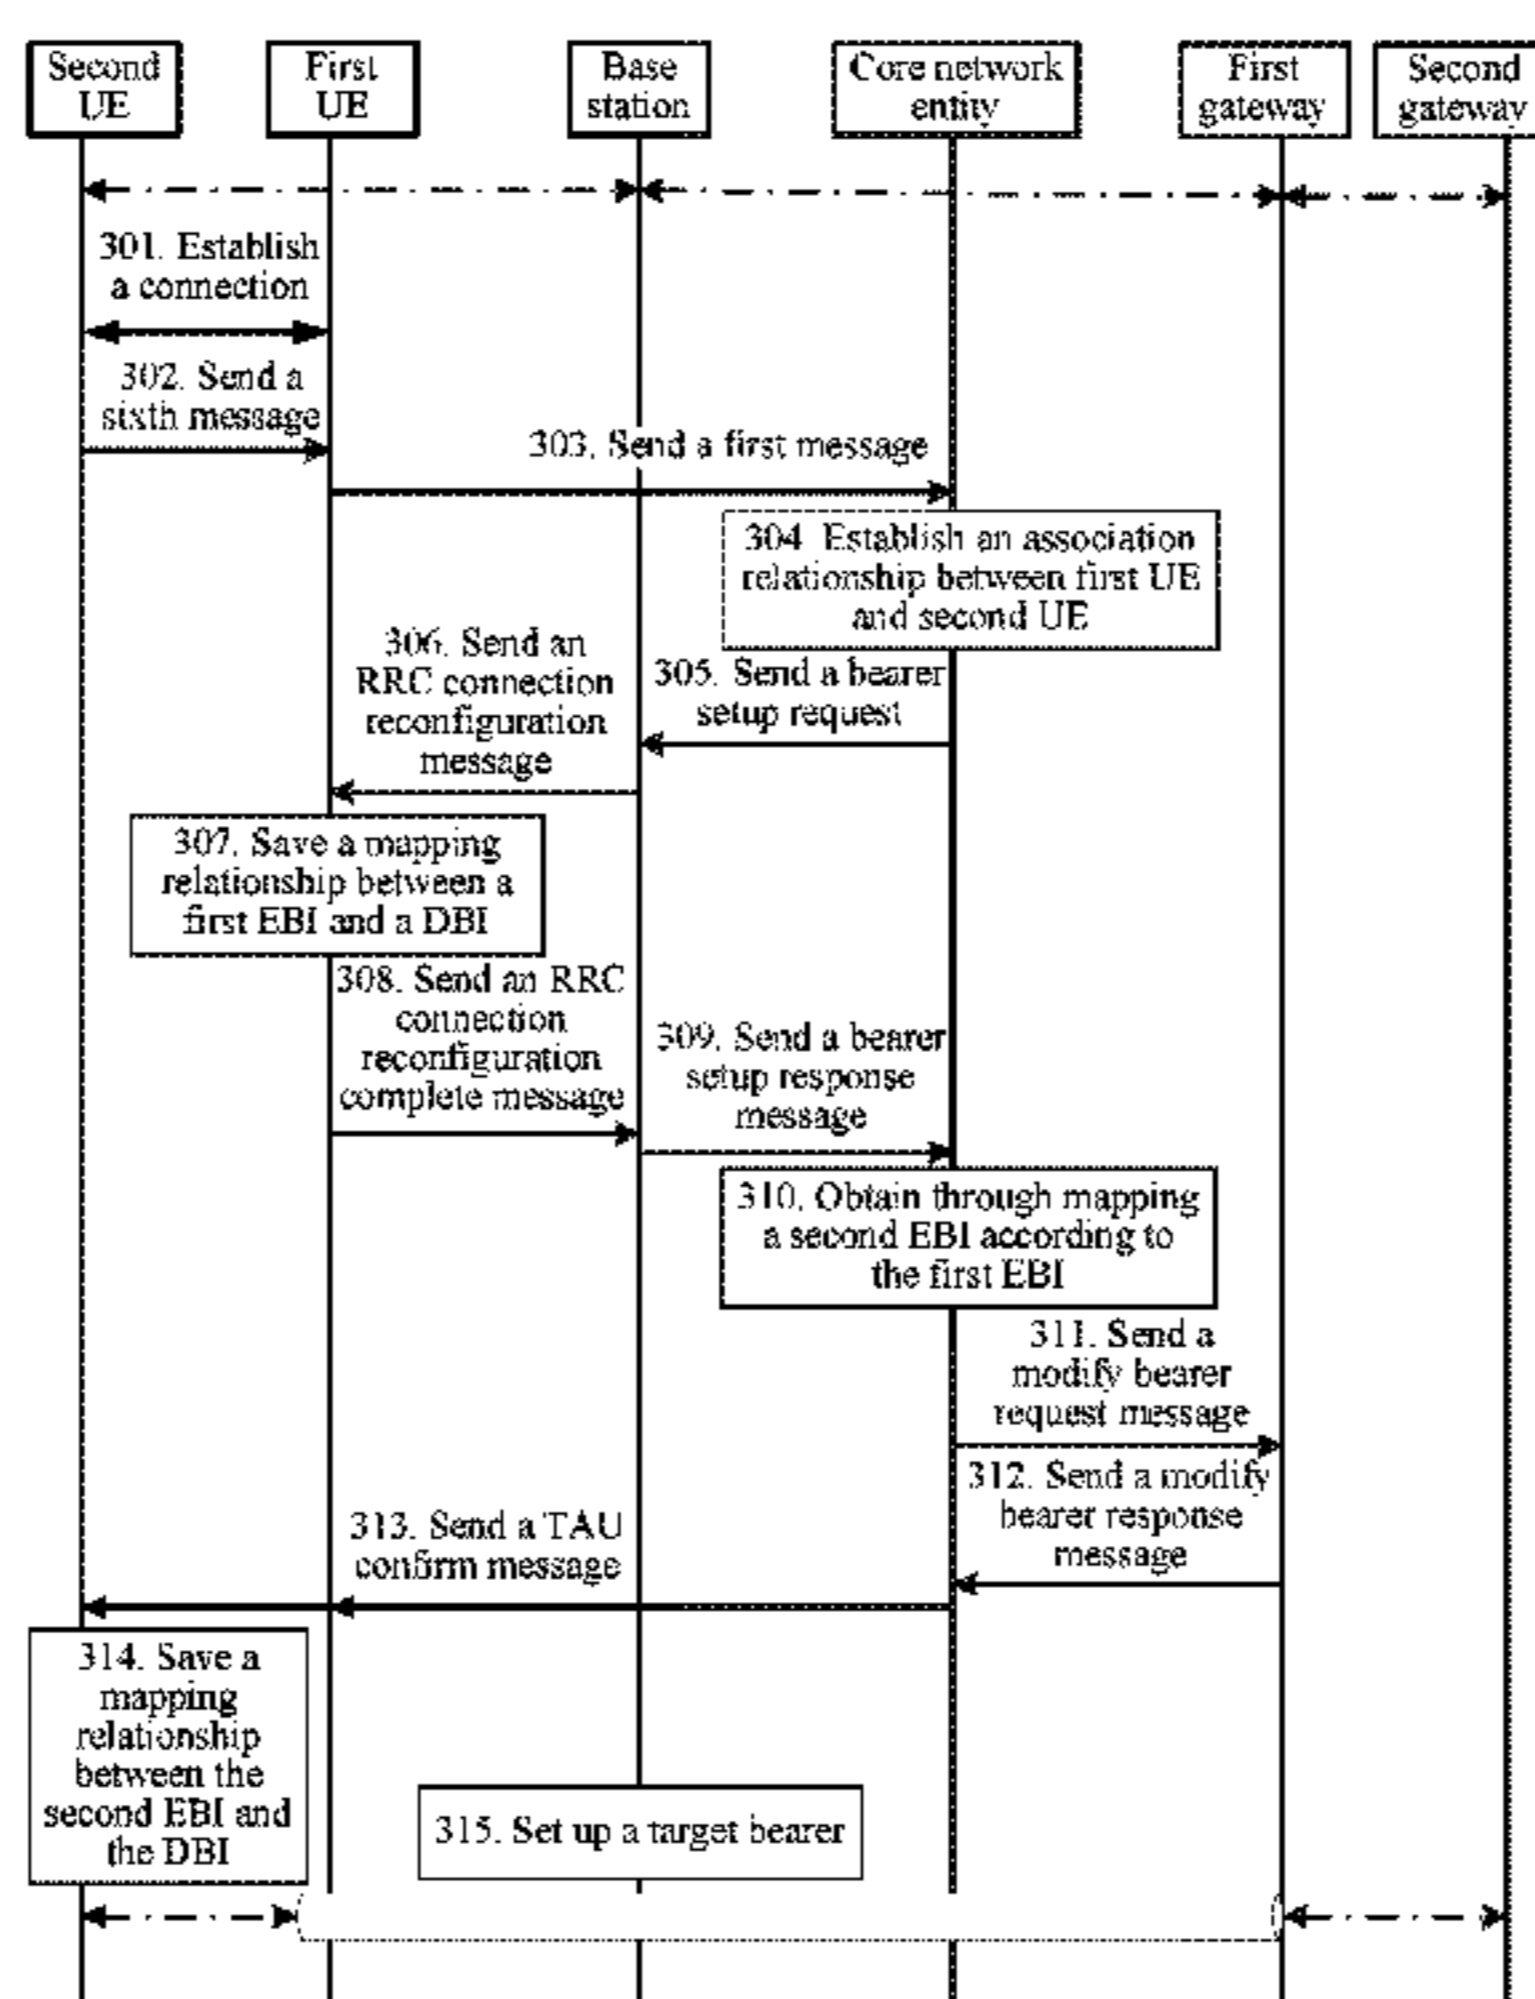 Second
UE
First
UE
Base
station
Core network
entity
First
gateway
Second
gateway
301. Establish
a connection
302. Send a
sixth message
303. Send a first message
304. Establish an association
relationship between first UE
and second UE
305. Send a bearer
setup request
306. Send an
RRC connection
reconfiguration
message
307. Save a mapping
relationship between a
first EBI and a DBI
308. Send an RRC
connection
reconfiguration
complete message
309. Send a bearer
setup response
message
310. Obtain through mapping
a second EBI according to
the first EBI
311. Send a
modify bearer
request message
312. Send a modify
bearer response
message
313. Send a TAU
confirm message
314. Save a
mapping
relationship
between the
second EBI and
the DBI
315. Set up a target bearer